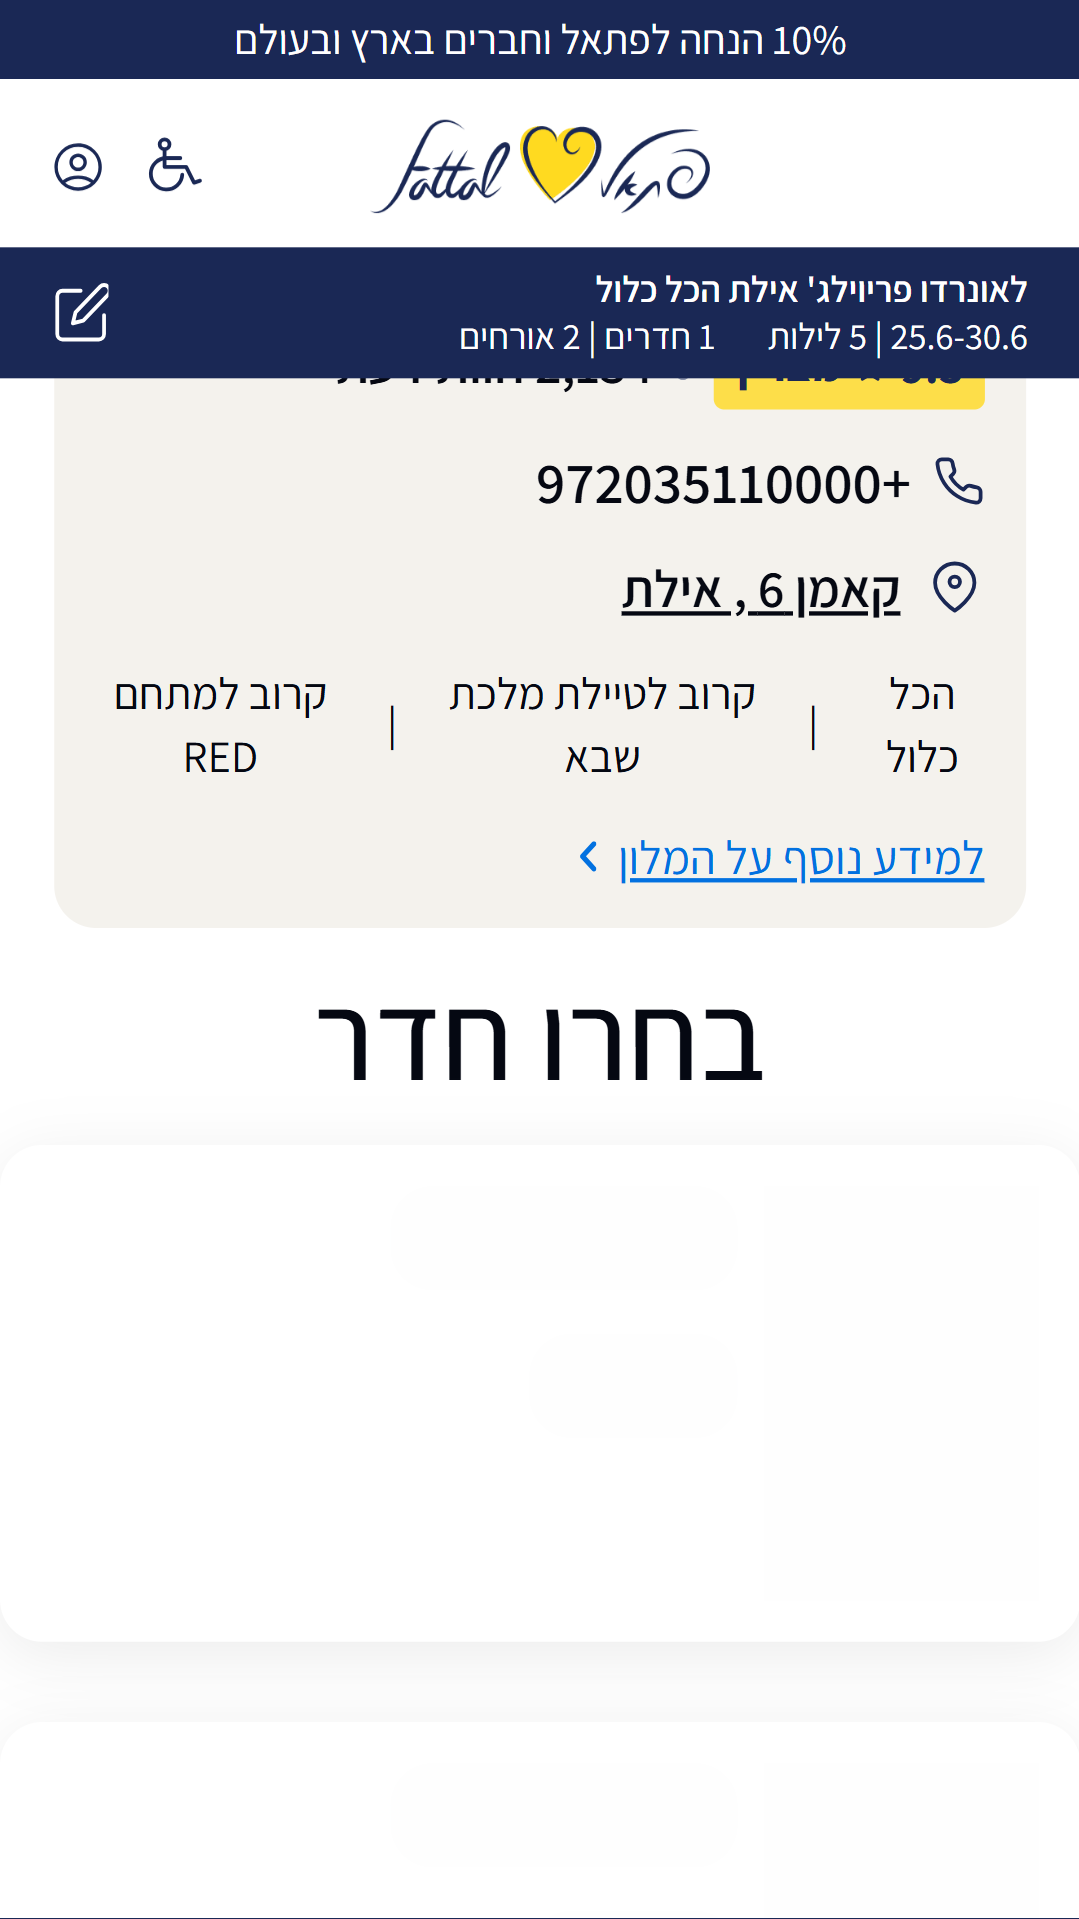 10% הנחה לפתאל וחברים בארץ ובעולם
fattal פתאל
לאונרדו פריוילג' אילת הכל כלול
25.6-30.6 | 5 לילות 1 חדרים | 2 אורחים
972035110000+
קאמן 6 , אילת
הכל כלול | קרוב לטיילת מלכת שבא | קרוב למתחם RED
למידע נוסף על המלון
בחרו חדר